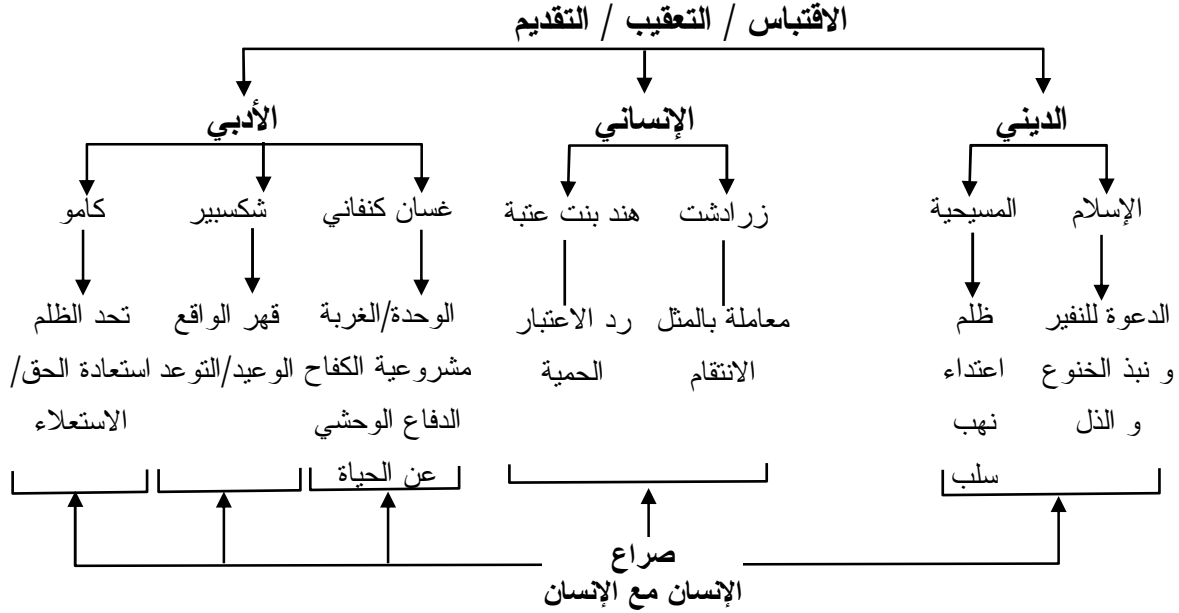 الاقتباس / التعقيب / التقديم
الديني الإنساني الأدبي
الإسلام المسيحية زرادشت هند بنت عتبة غسان كنفاني شكسبير كامو
الدعوة للنفير ظلم معاملة بالمثل رد الاعتبار الوحدة/الغربة قهر الواقع تحد الظلم
و نبذ الخنوع اعتداء الانتقام الحمية مشروعية الكفاح الوعيد/التوعد استعادة الحق/
و الذل نهب الدفاع الوحشي الاستعلاء
سلب عن الحياة
صراع
الإنسان مع الإنسان